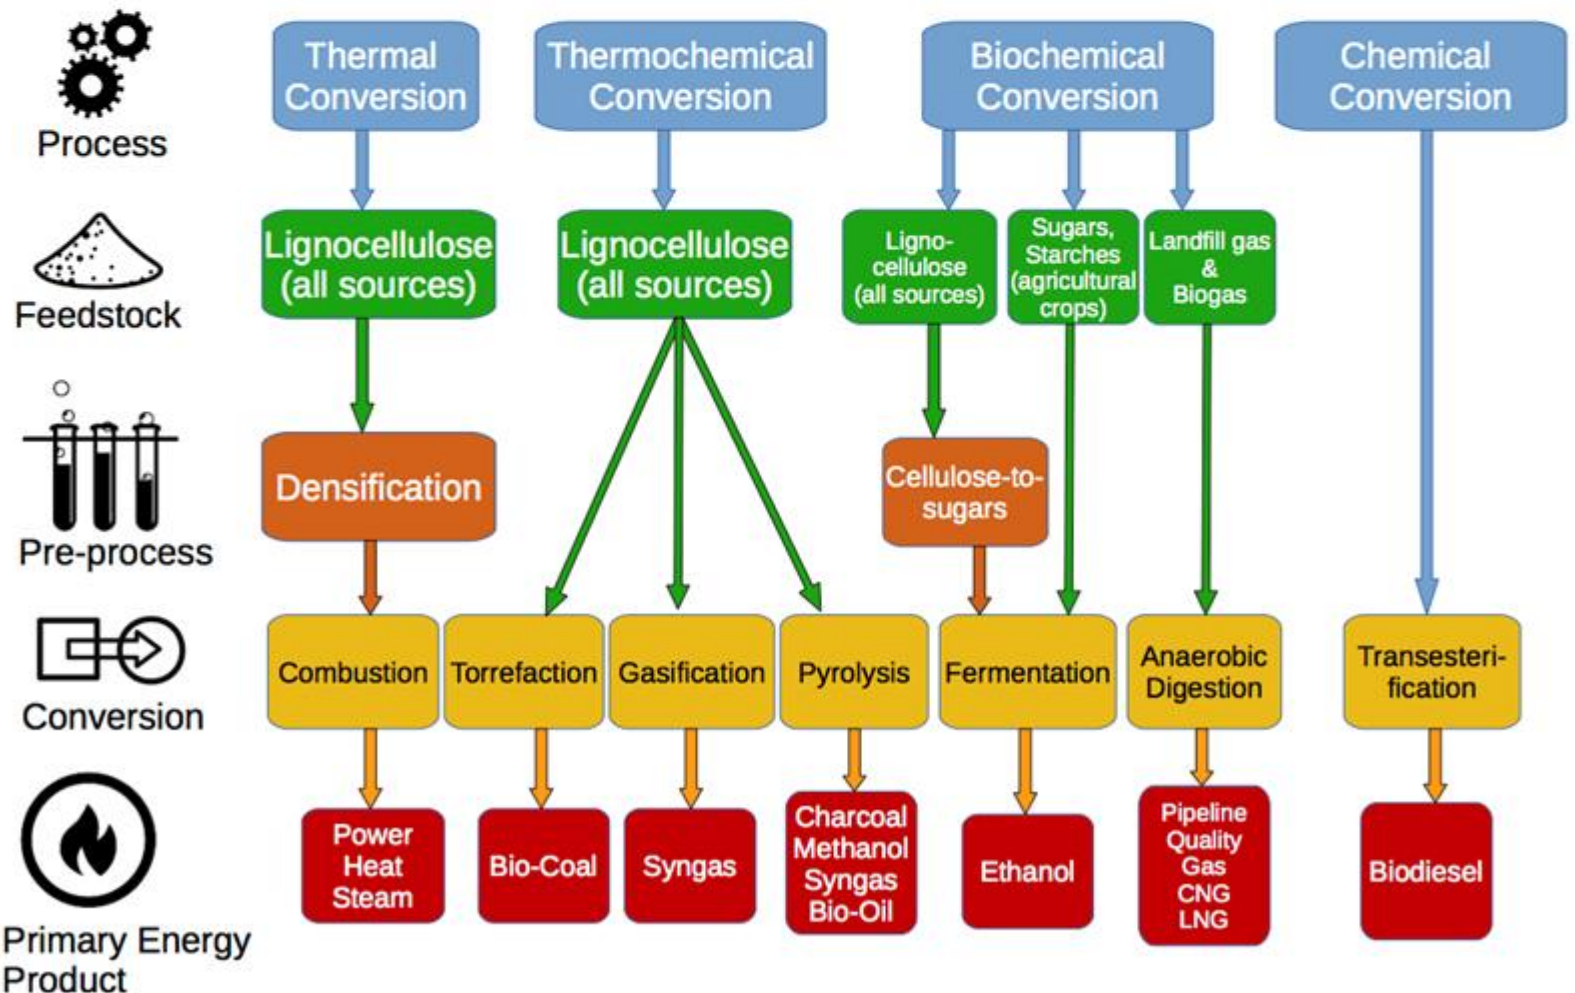 Process
Thermal
Conversion
Thermochemical
Conversion
Biochemical
Conversion
Chemical
Conversion
Feedstock
Lignocellulose
(all sources)
Lignocellulose
(all sources)
Ligno-
cellulose
(all sources)
Sugars,
Starches
(agricultural
crops)
Landfill gas
&
Biogas
Pre-process
Densification
Cellulose-to-
sugars
Conversion
Combustion
Torrefaction
Gasification
Pyrolysis
Fermentation
Anaerobic
Digestion
Transesteri-
fication
Primary Energy
Product
Power
Heat
Steam
Bio-Coal
Syngas
Charcoal
Methanol
Syngas
Bio-Oil
Ethanol
Pipeline
Quality
Gas
CNG
LNG
Biodiesel